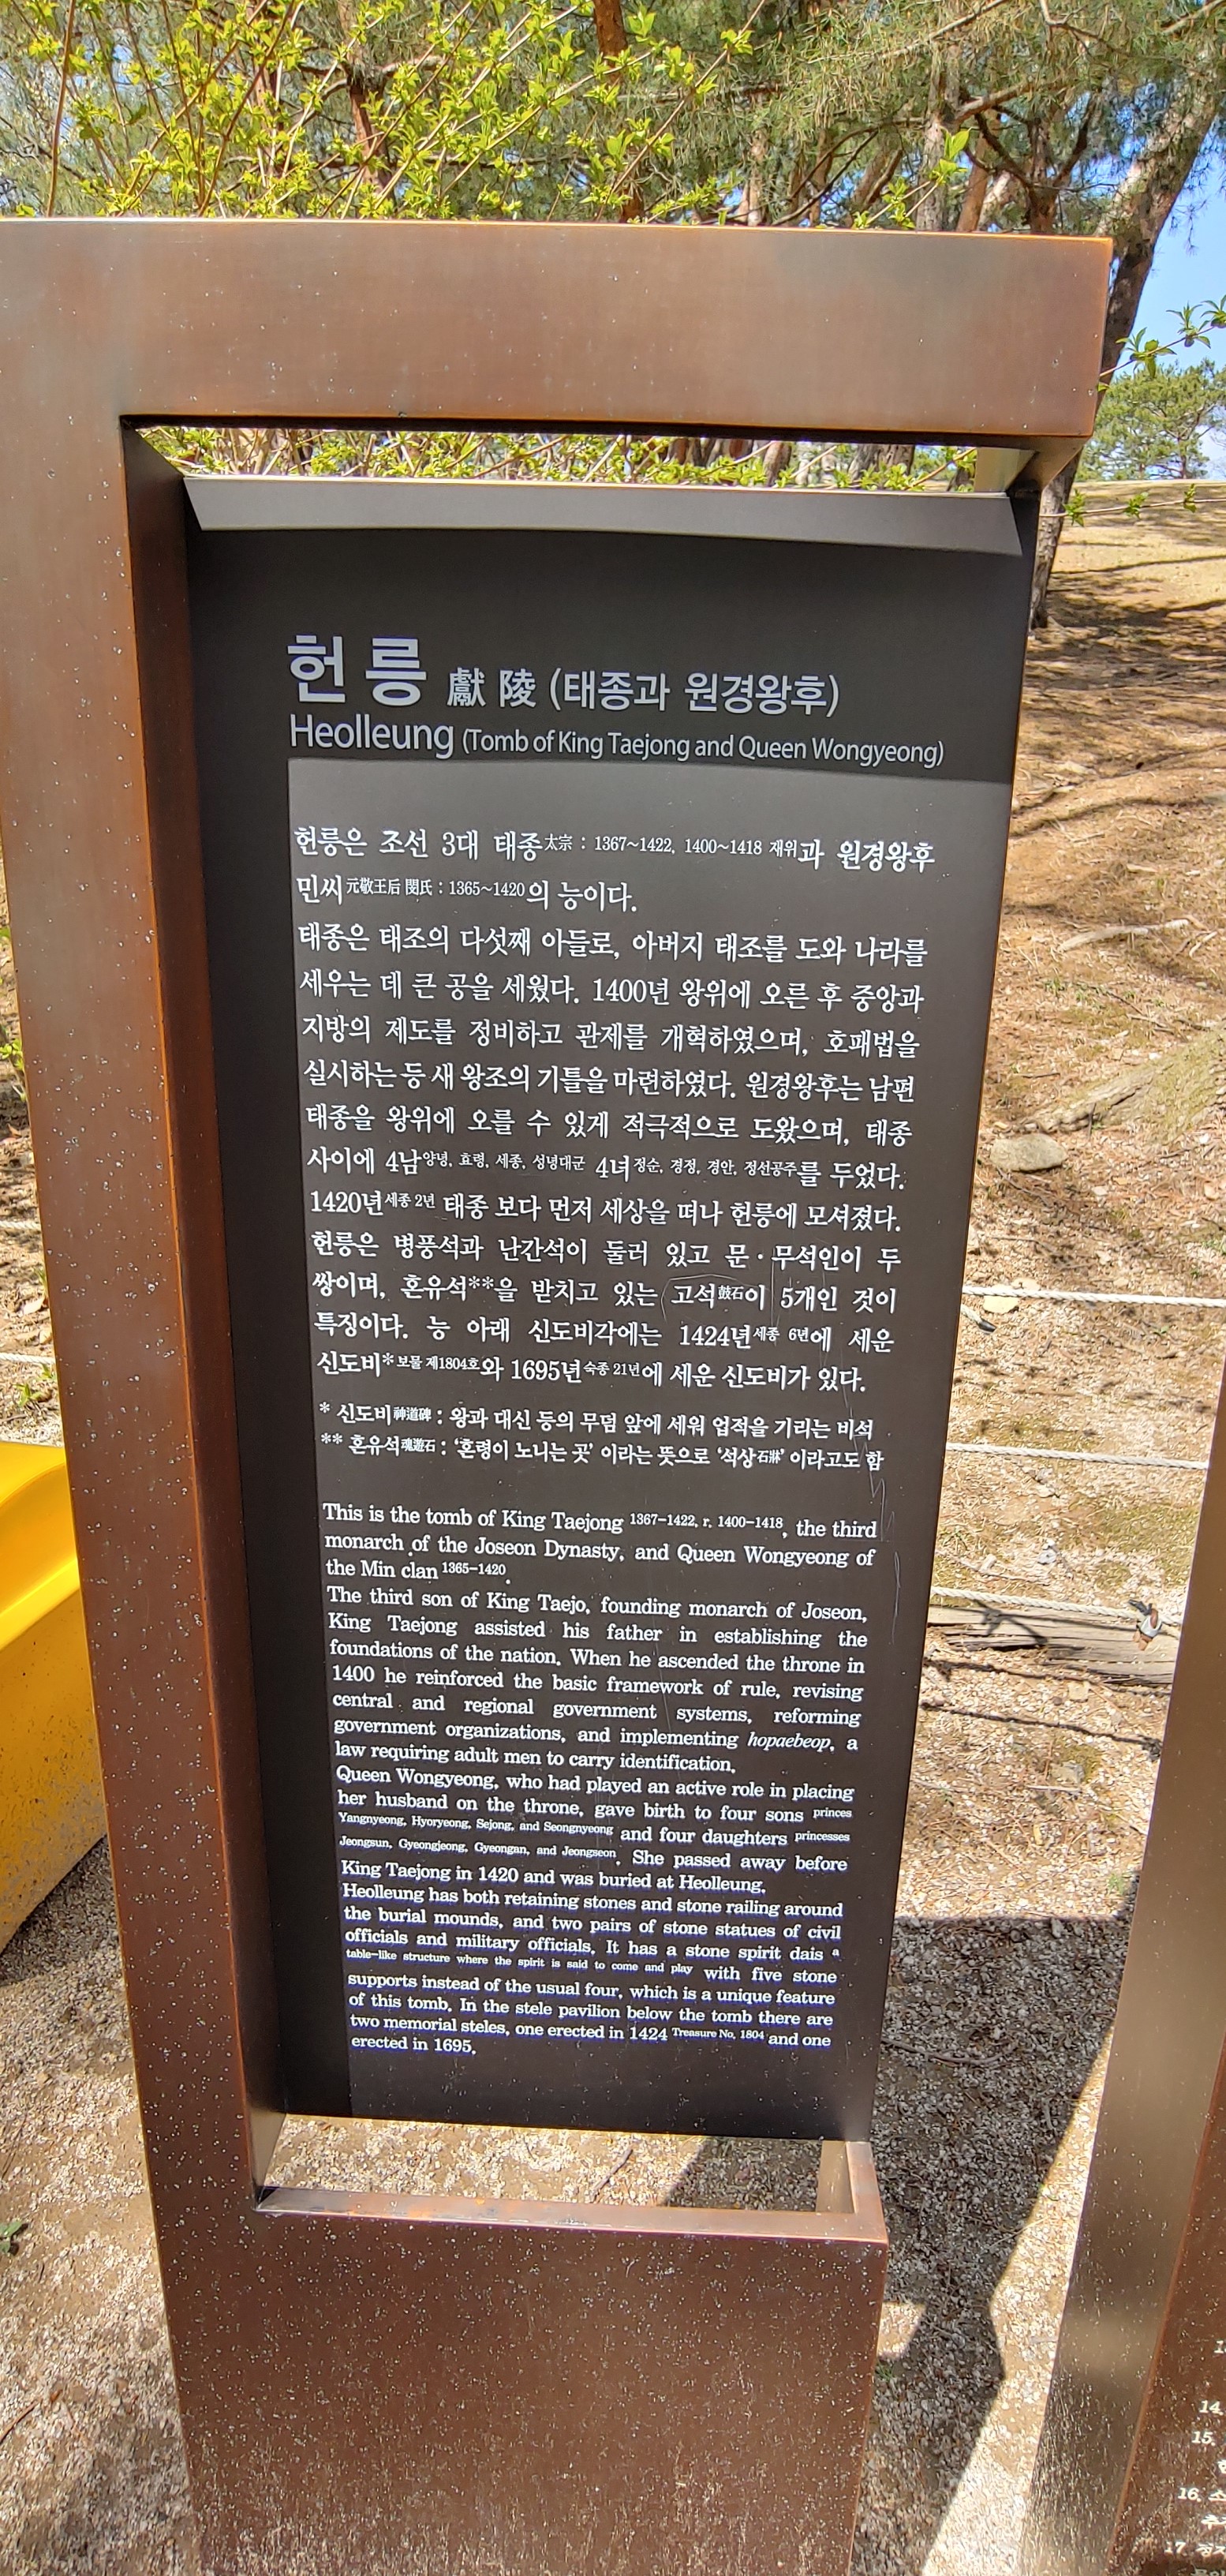 헌릉 獻陵 (태종과 원경왕후)
Heolleung (Tomb of King Taejong and Queen Wongyeong)
헌릉은 조선 3대 태종太宗 : 1367~1422, 1400~1418 재위과 원경왕후
민씨元敬王后 閔氏 : 1365~1420의 능이다.
태종은 태조의 다섯째 아들로, 아버지 태조를 도와 나라를
세우는 데 큰 공을 세웠다. 1400년 왕위에 오른 후 중앙과
지방의 제도를 정비하고 관제를 개혁하였으며, 호패법을
실시하는 등 새 왕조의 기틀을 마련하였다. 원경왕후는 남편
태종을 왕위에 오를 수 있게 적극적으로 도왔으며, 태종
사이에 4남양녕, 효령, 세종, 성녕대군 4녀정순, 경정, 경안, 정선공주를 두었다.
1420년세종 2년 태종 보다 먼저 세상을 떠나 헌릉에 모셔졌다.
헌릉은 병풍석과 난간석이 둘러 있고 문 · 무석인이 두
쌍이며, 혼유석**을 받치고 있는 고석鼓石이 5개인 것이
특징이다. 능 아래 신도비각에는 1424년세종 6년에 세운
신도비*보물 제1804호와 1695년숙종 21년에 세운 신도비가 있다.
* 신도비神道碑 : 왕과 대신 등의 무덤 앞에 세워 업적을 기리는 비석
** 혼유석魂遊石 : ‘혼령이 노니는 곳’ 이라는 뜻으로 ‘석상石牀’ 이라고도 함
This is the tomb of King Taejong 1367-1422, r. 1400-1418, the third
monarch of the Joseon Dynasty, and Queen Wongyeong of
the Min clan 1365-1420.
The third son of King Taejo, founding monarch of Joseon,
King Taejong assisted his father in establishing the
foundations of the nation. When he ascended the throne in
1400 he reinforced the basic framework of rule, revising
central and regional government systems, reforming
government organizations, and implementing hopaebeop, a
law requiring adult men to carry identification.
Queen Wongyeong, who had played an active role in placing
her husband on the throne, gave birth to four sons princes
Yangnyeong, Hyoryeong, Sejong, and Seongnyeong and four daughters princesses
Jeongsun, Gyeongjeong, Gyeongan, and Jeongseon. She passed away before
King Taejong in 1420 and was buried at Heolleung.
Heolleung has both retaining stones and stone railing around
the burial mounds, and two pairs of stone statues of civil
officials and military officials. It has a stone spirit dais a
table-like structure where the spirit is said to come and play with five stone
supports instead of the usual four, which is a unique feature
of this tomb. In the stele pavilion below the tomb there are
two memorial steles, one erected in 1424 Treasure No. 1804 and one
erected in 1695.
14.
15.
16.
17.